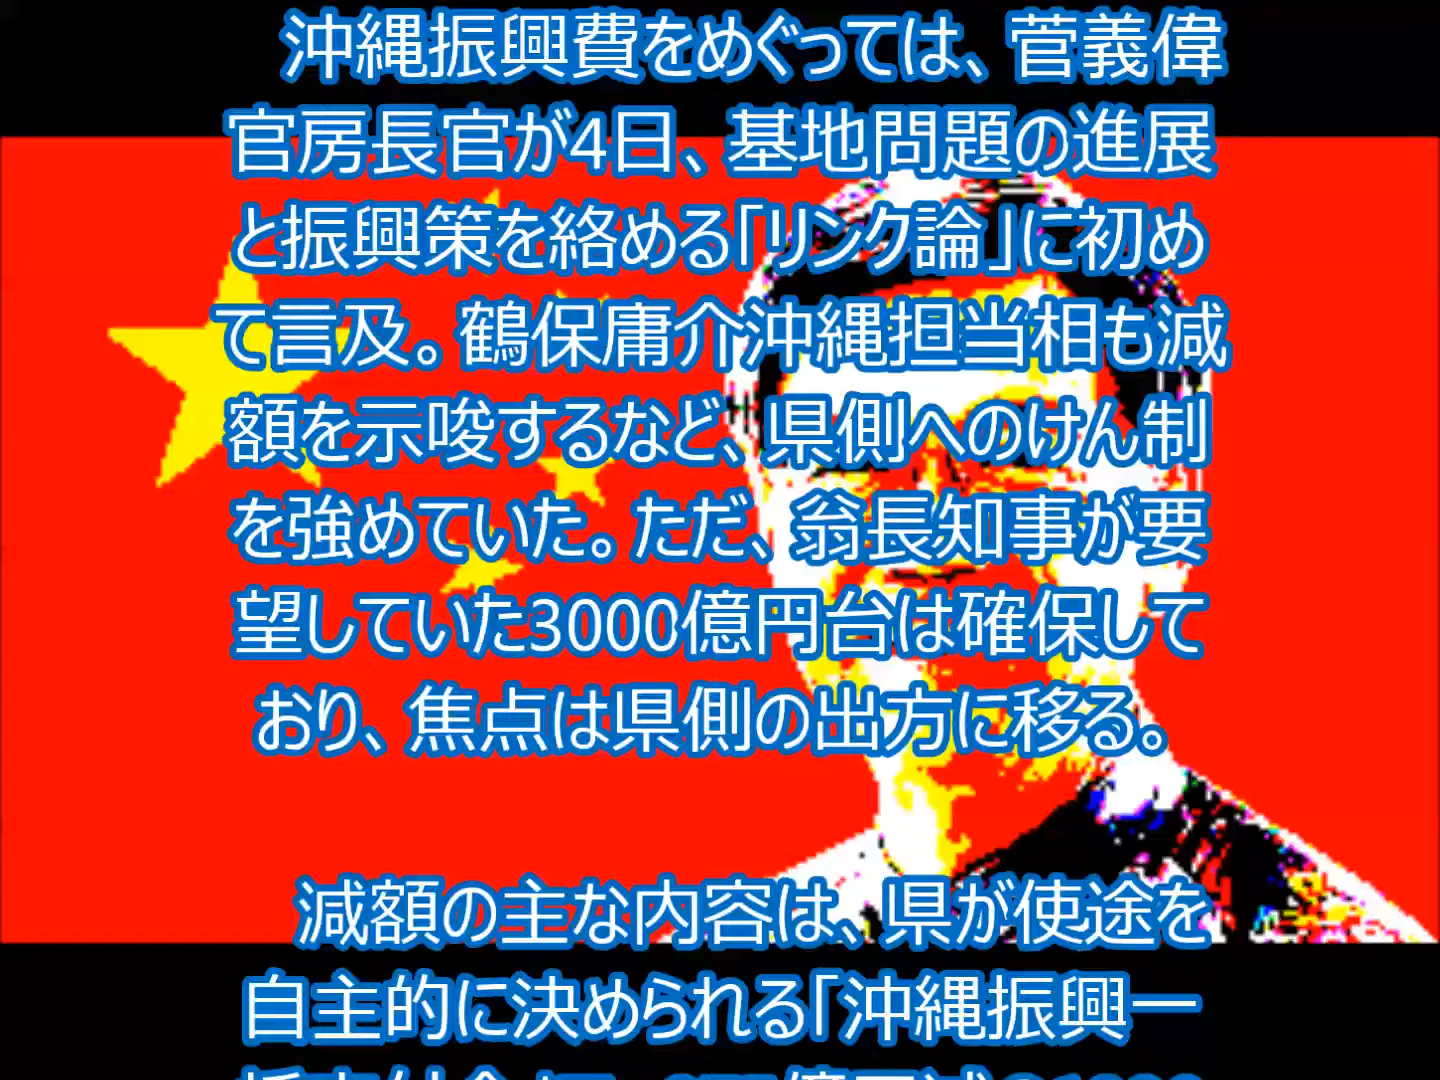 沖縄振興費をめぐっては、菅義偉
官房長官が4日、基地問題の進展
と振興策を絡める「リンク論」に初め
て言及。鶴保庸介沖縄担当相も減
額を示唆するなど、県側へのけん制
を強めていた。ただ、翁長知事が要
望していた3000億円台は確保して
おり、焦点は県側の出方に移る。
減額の主な内容は、県が使途を
自主的に決められる「沖縄振興一